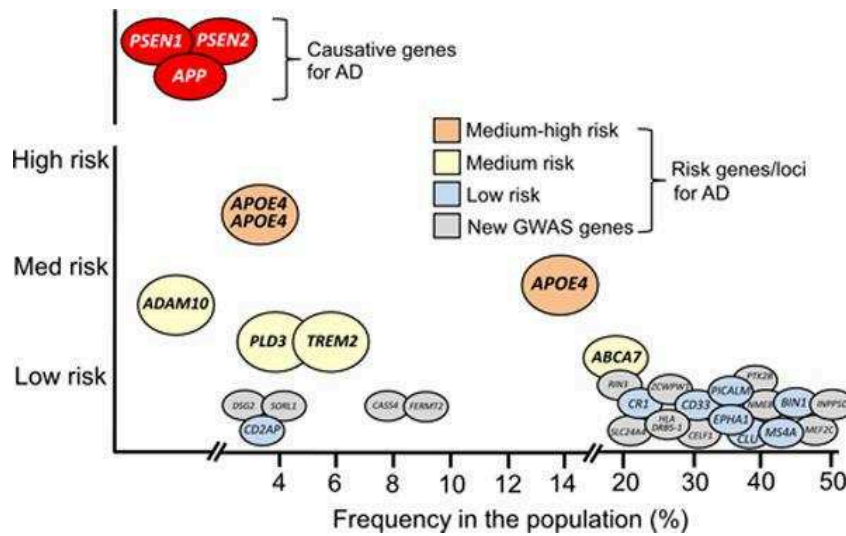 PSEN1 PSEN2
APP
Causative genes
for AD
Medium-high risk
Medium risk
Low risk
New GWAS genes
Risk genes/loci
for AD
High risk
Med risk
Low risk
APOE4
APOE4
APOE4
ADAM10
PLD3 TREM2
ABCA7
DSG2 SORL1
CD2AP
CASS4 FERMT2
RIN3 ZCWPW1 PICALM PTK2B
CR1 CD33 NME8 BIN1 INPP5D
SLC24A4 HLA
DRB5-1 EPHA1
CELF1 CLU MS4A MEF2C
4 6 8 10 12 14 20 30 40 50
Frequency in the population (%)